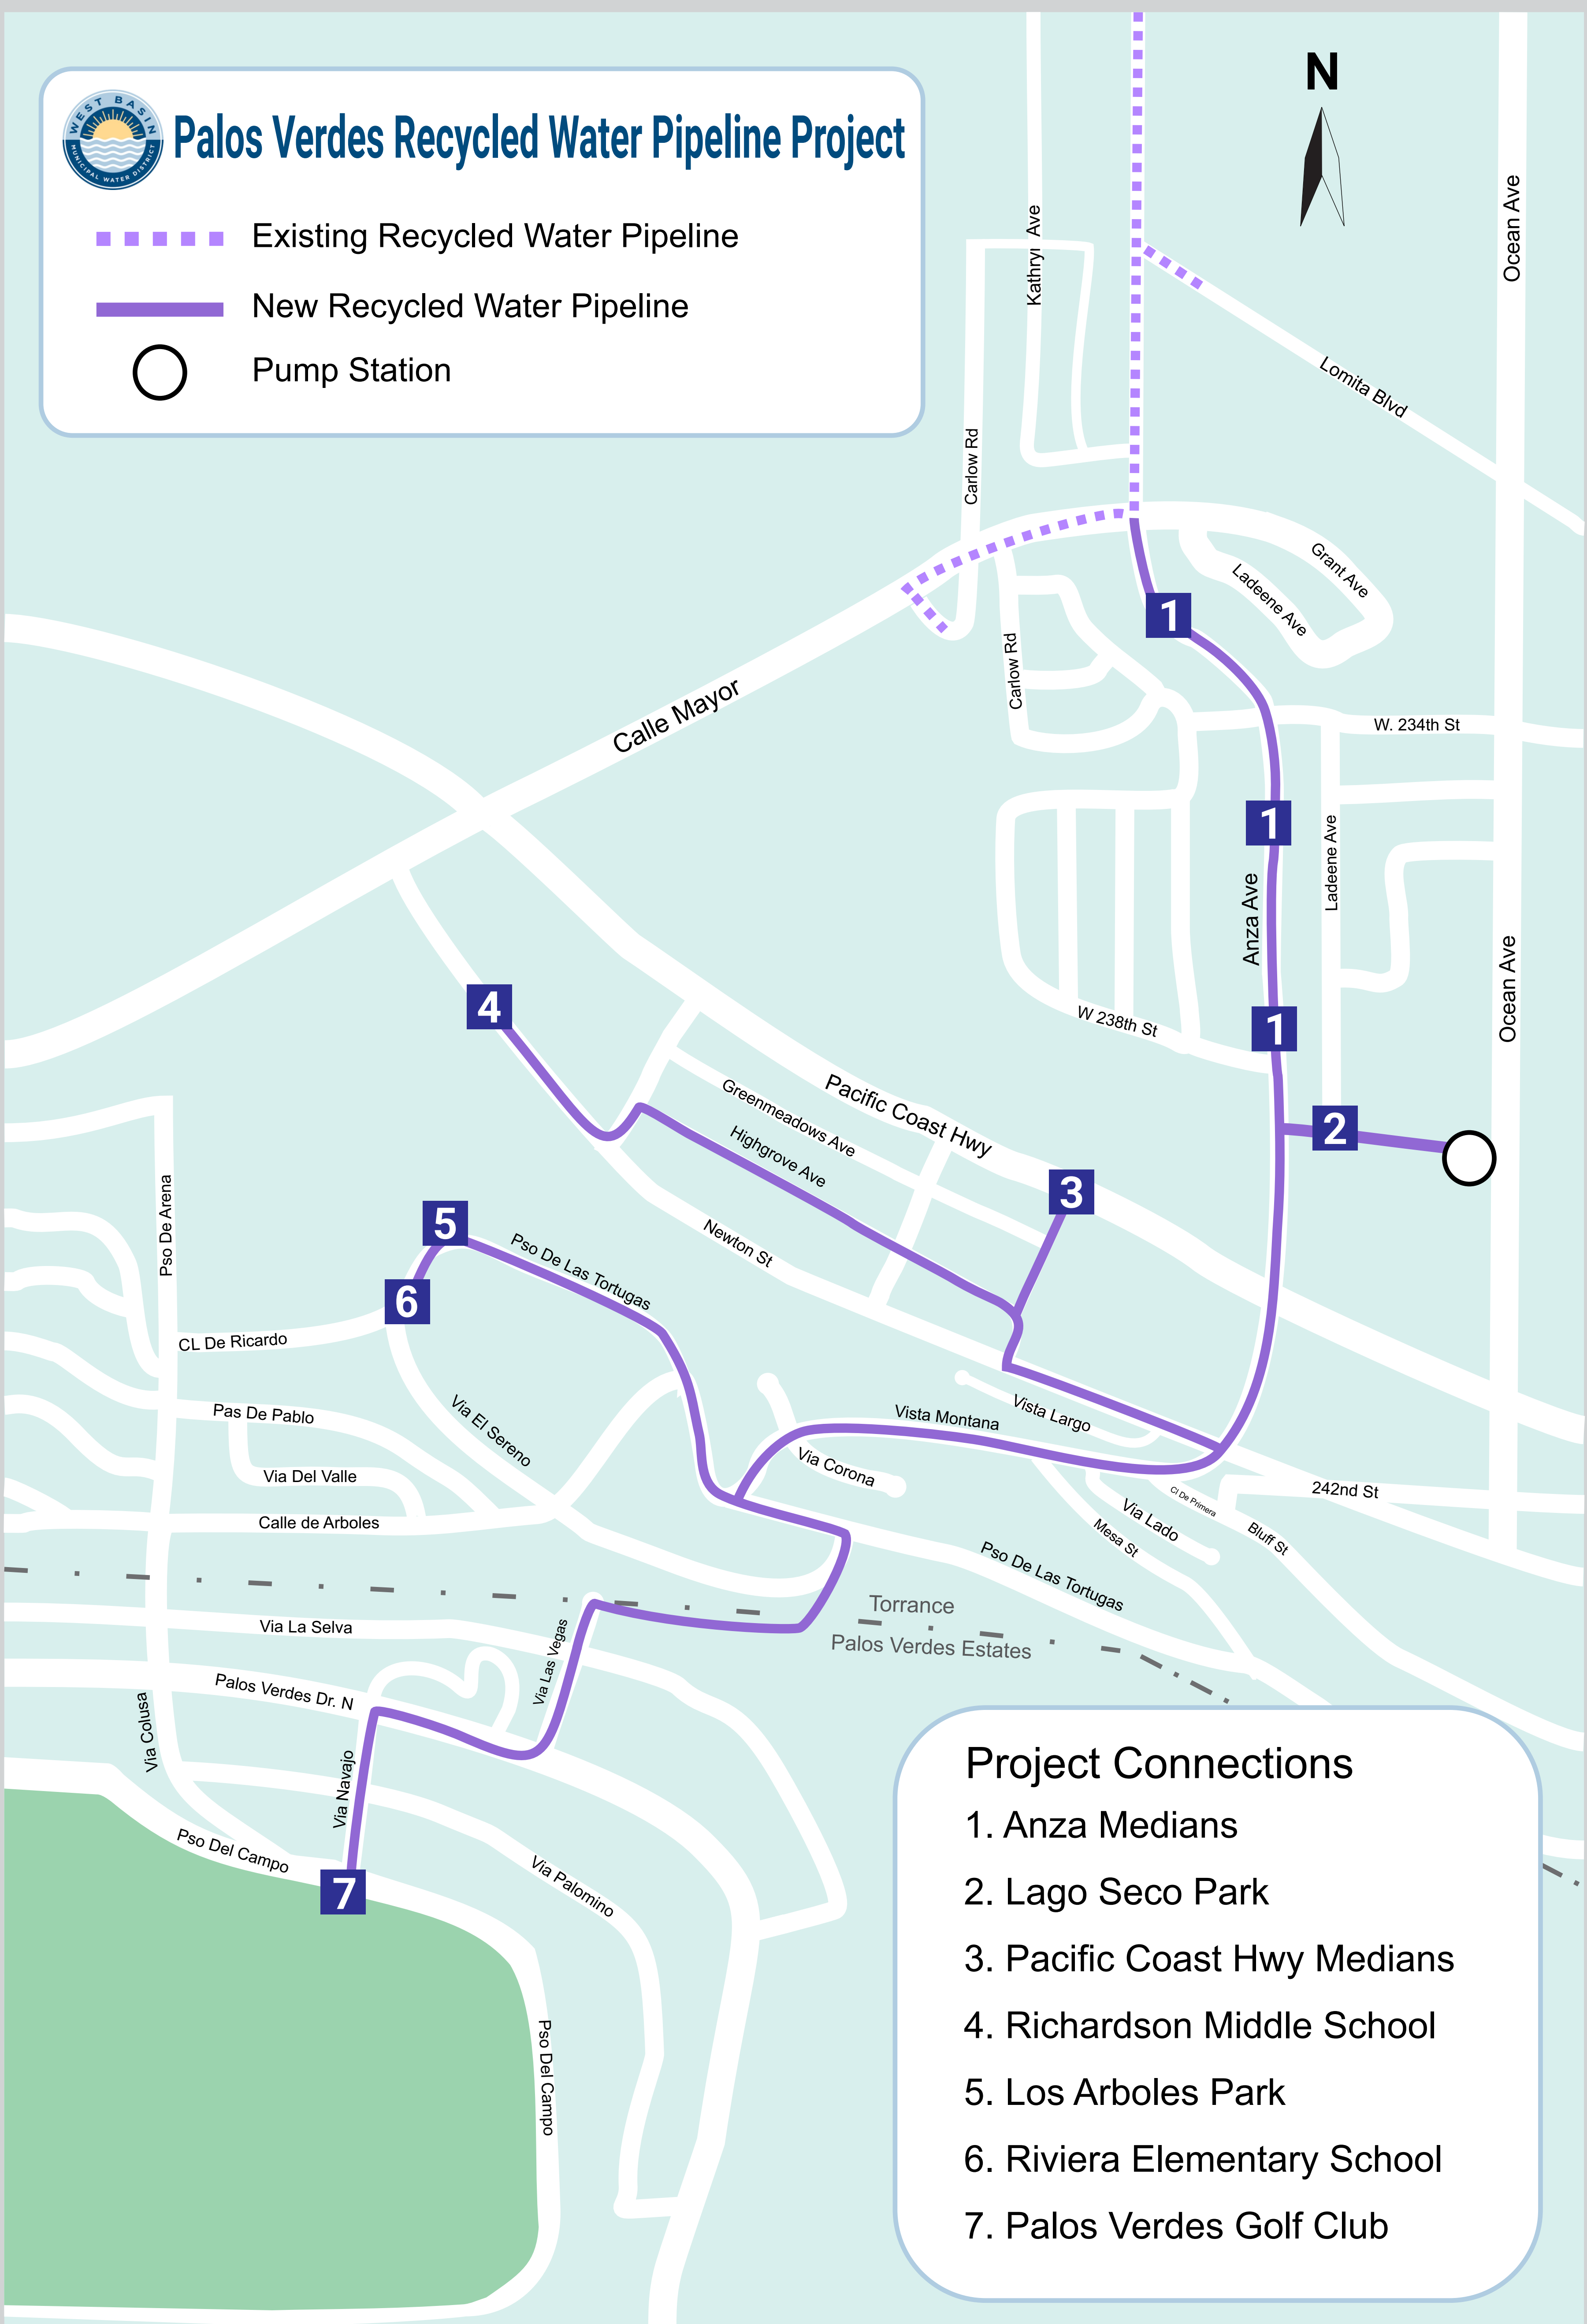 WEST BASIN
MUNICIPAL WATER DISTRICT
Palos Verdes Recycled Water Pipeline Project
Existing Recycled Water Pipeline
New Recycled Water Pipeline
Pump Station
N
Kathryn Ave
Ocean Ave
Lomita Blvd
Carlow Rd
Grant Ave
Ladeene Ave
1
Carlow Rd
Calle Mayor
W. 234th St
1
Ladeene Ave
Anza Ave
Ocean Ave
4
W 238th St
1
Pacific Coast Hwy
Greenmeadows Ave
Highgrove Ave
2
3
Pso De Arena
5
Pso De Las Tortugas
Newton St
6
CL De Ricardo
Pas De Pablo
Via El Sereno
Vista Montana
Vista Largo
Via Del Valle
Via Corona
242nd St
Cl De Primera
Via Lado
Bluff St
Mesa St
Calle de Arboles
Pso De Las Tortugas
Torrance
Palos Verdes Estates
Via La Selva
Via Las Vegas
Palos Verdes Dr. N
Via Colusa
Via Navajo
Pso Del Campo
7
Via Palomino
Pso Del Campo
Project Connections
1. Anza Medians
2. Lago Seco Park
3. Pacific Coast Hwy Medians
4. Richardson Middle School
5. Los Arboles Park
6. Riviera Elementary School
7. Palos Verdes Golf Club